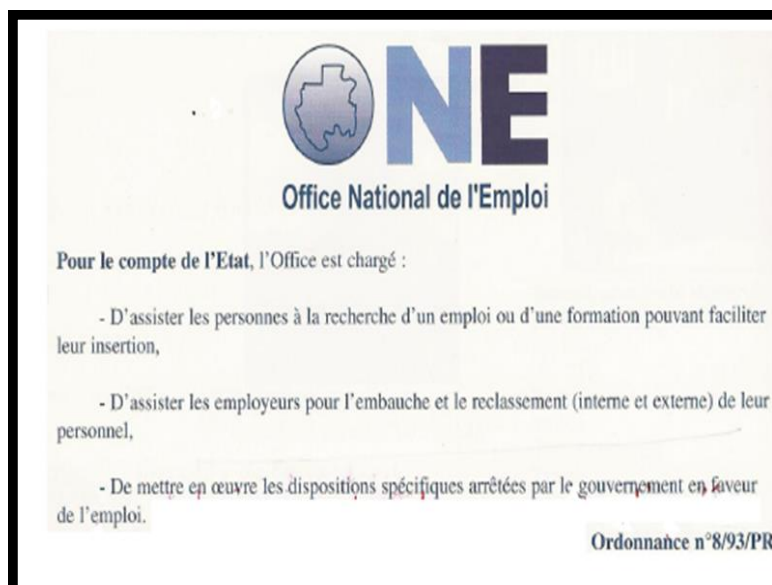 ONE
Office National de l'Emploi
Pour le compte de l'Etat, l'Office est chargé :
- D'assister les personnes à la recherche d'un emploi ou d'une formation pouvant faciliter
leur insertion,
- D'assister les employeurs pour l'embauche et le reclassement (interne et externe) de leur
personnel,
- De mettre en œuvre les dispositions spécifiques arrêtées par le gouvernement en faveur
de l'emploi.
Ordonnance n°8/93/PR